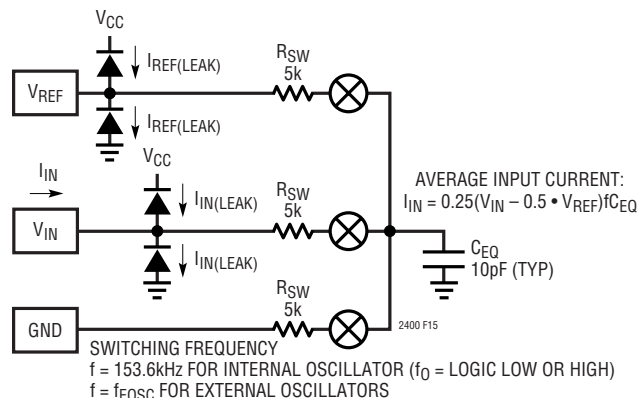 VCC
IREF(LEAK)
RSW
5k
VREF
IREF(LEAK)
VCC
IIN
IIN(LEAK)
RSW
5k
VIN
IIN(LEAK)
AVERAGE INPUT CURRENT:
IIN = 0.25(VIN – 0.5 • VREF)fCEQ
CEQ
10pF (TYP)
RSW
5k
GND
2400 F15
SWITCHING FREQUENCY
f = 153.6kHz FOR INTERNAL OSCILLATOR (fO = LOGIC LOW OR HIGH)
f = fEOSC FOR EXTERNAL OSCILLATORS